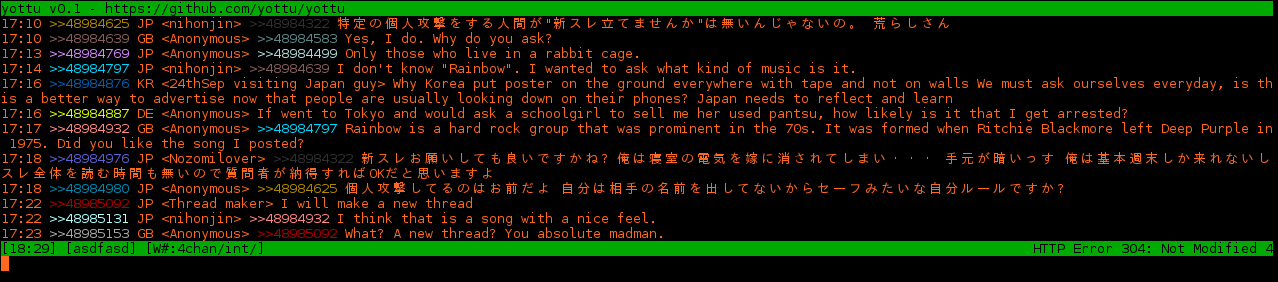 yottu v0.1 - https://github.com/yottu/yottu
17:10 >>48984625 JP <nihonjin> >>48984322 特定の個人攻撃をする人間が"新スレ立てませんか"は無いんじゃないの。 荒らしさん
17:10 >>48984639 GB <Anonymous> >>48984583 Yes, I do. Why do you ask?
17:13 >>48984769 JP <Anonymous> >>48984499 Only those who live in a rabbit cage.
17:14 >>48984797 JP <nihonjin> >>48984639 I don't know "Rainbow". I wanted to ask what kind of music is it.
17:16 >>48984876 KR <24thSep visiting Japan guy> Why Korea put poster on the ground everywhere with tape and not on walls We must ask ourselves everyday, is th
is a better way to advertise now that people are usually looking down on their phones? Japan needs to reflect and learn
17:16 >>48984887 DE <Anonymous> If went to Tokyo and would ask a schoolgirl to sell me her used pantsu, how likely is it that I get arrested?
17:17 >>48984932 GB <Anonymous> >>48984797 Rainbow is a hard rock group that was prominent in the 70s. It was formed when Ritchie Blackmore left Deep Purple in
1975. Did you like the song I posted?
17:18 >>48984976 JP <Nozomilover> >>48984322 新スレお願いしても良いですかね? 俺は寝室の電気を嫁に消されてしまい・・・ 手元が暗いっす 俺は基本週末しか来れないし
スレ全体を読む時間も無いので質問者が納得すればOKだと思いますよ
17:18 >>48984980 JP <Anonymous> >>48984625 個人攻撃してるのはお前だよ 自分は相手の名前を出してないからセーフみたいな自分ルールですか?
17:22 >>48985092 JP <Thread maker> I will make a new thread
17:22 >>48985131 JP <nihonjin> >>48984932 I think that is a song with a nice feel.
17:23 >>48985153 GB <Anonymous> >>48985092 What? A new thread? You absolute madman.
[18:29] [asdfasd] [W#:4chan/int/] HTTP Error 304: Not Modified 4